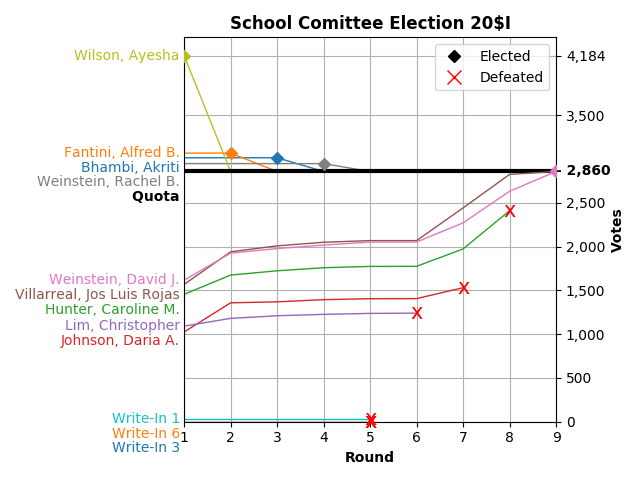 School Comittee Election 20$I
Wilson, Ayesha
Fantini, Alfred B.
Bhambi, Akriti
Weinstein, Rachel B.
Quota
Weinstein, David J.
Villarreal, Jos Luis Rojas
Hunter, Caroline M.
Lim, Christopher
Johnson, Daria A.
Write-In 1
Write-In 6
Write-In 3
Elected
Defeated
4,184
3,500
2,860
2,500
2,000
1,500
1,000
500
0
Votes
1 2 3 4 5 6 7 8 9
Round